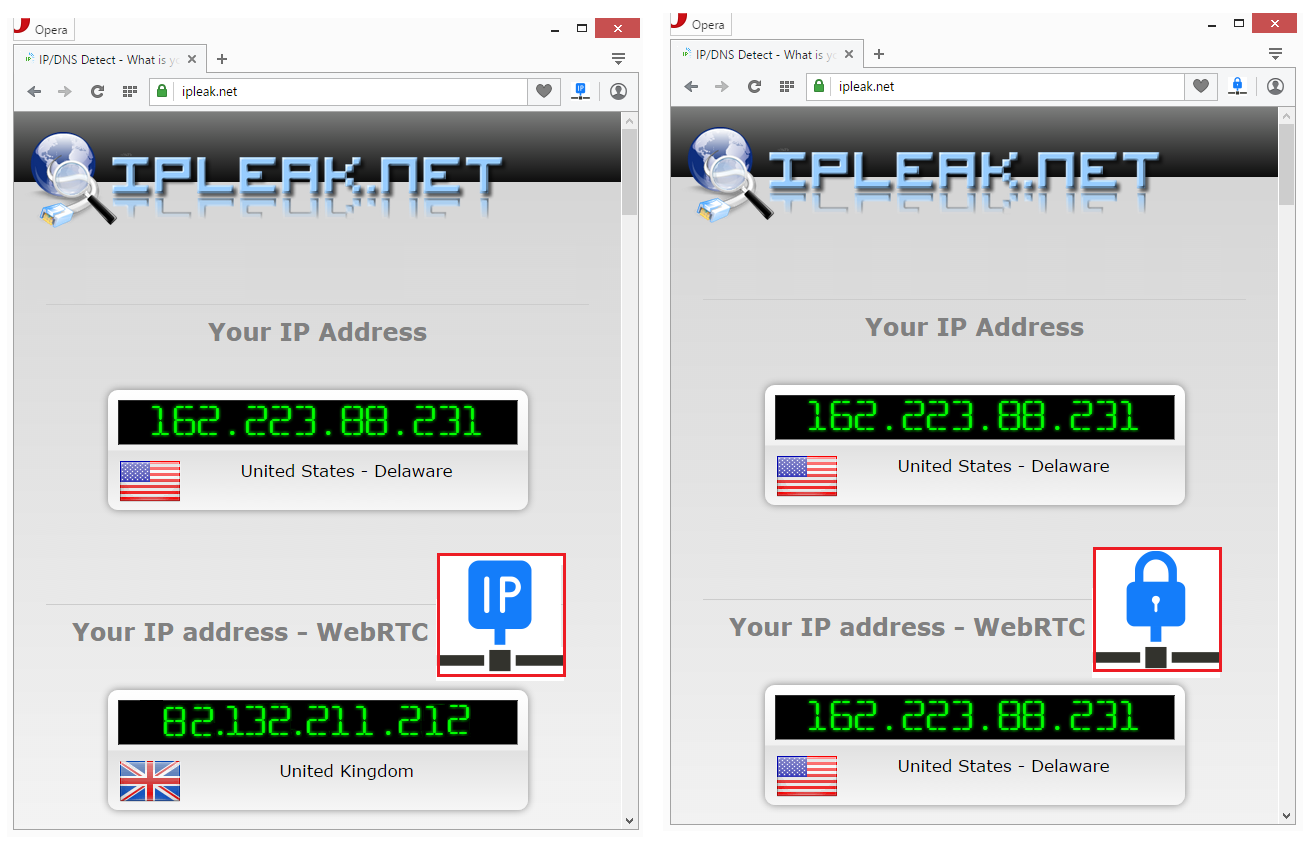 Opera
IP/DNS Detect - What is yo
ipleak.net
IP
IPLEAK.NET
Your IP Address
162.223.88.231
United States - Delaware
Your IP address - WebRTC
IP
82.132.211.212
United Kingdom
Opera
IP/DNS Detect - What is yo
ipleak.net
IPLEAK.NET
Your IP Address
162.223.88.231
United States - Delaware
Your IP address - WebRTC
162.223.88.231
United States - Delaware